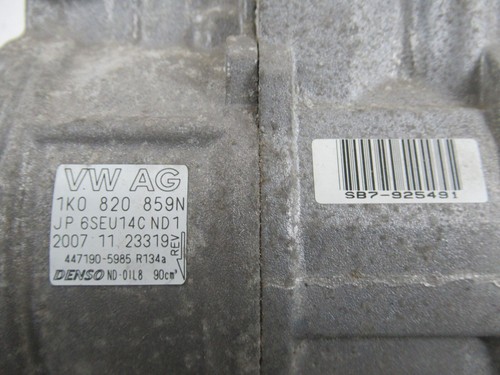 VW AG
1K0 820 859N
JP 6SEU14C ND1
2007 11 23319
REV
447190-5985 R134a
DENSO ND-OIL8 90cm³
SB7-925491